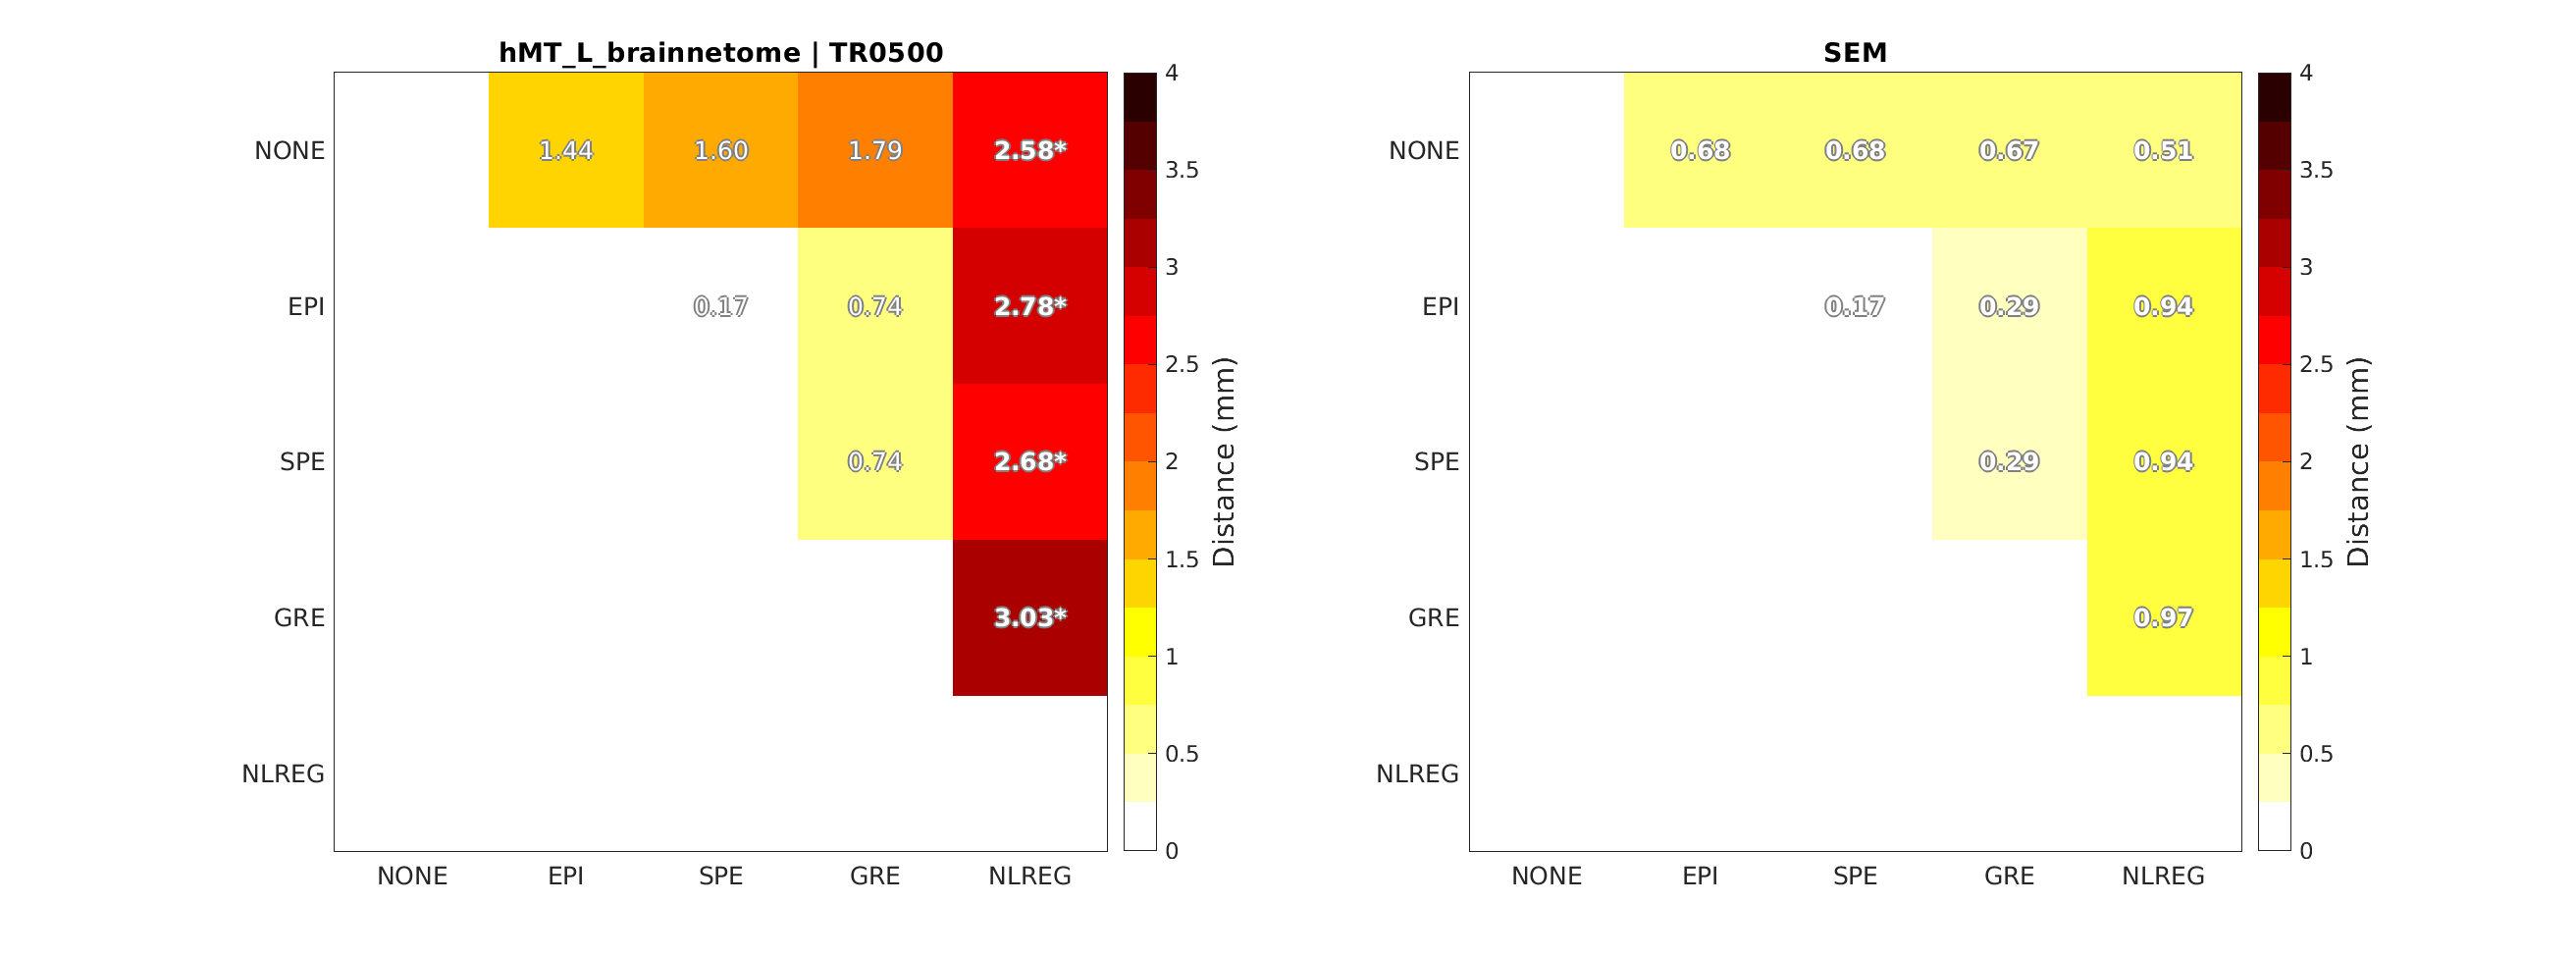 hMT_L_brainnetome | TR0500
NONE 1.44 1.60 1.79 2.58*
EPI 0.17 0.74 2.78*
SPE 0.74 2.68*
GRE 3.03*
NLREG
NONE EPI SPE GRE NLREG
4
3.5
3
2.5
2
1.5
1
0.5
0
Distance (mm)
SEM
NONE 0.68 0.68 0.67 0.51
EPI 0.17 0.29 0.94
SPE 0.29 0.94
GRE 0.97
NLREG
NONE EPI SPE GRE NLREG
4
3.5
3
2.5
2
1.5
1
0.5
0
Distance (mm)